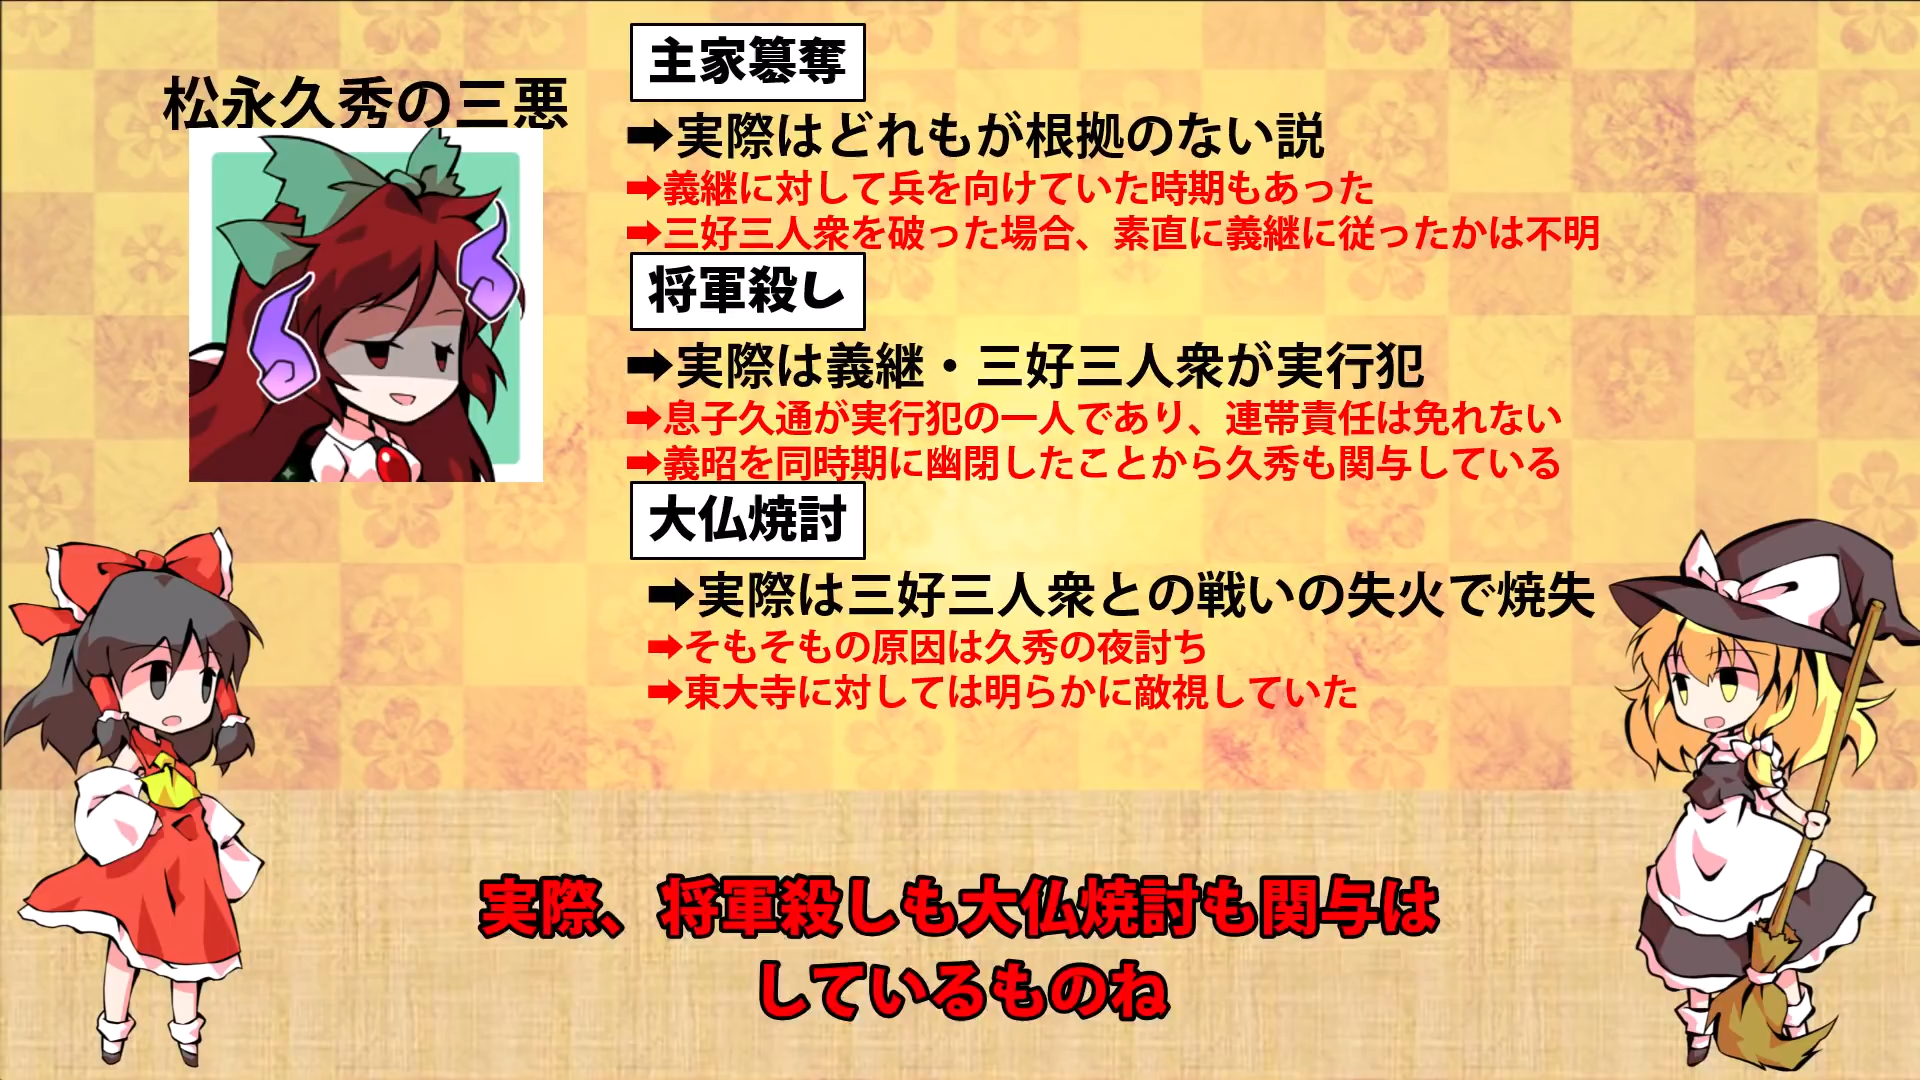 松永久秀の三悪
主家簒奪
➡実際はどれもが根拠のない説
➡義継に対して兵を向けていた時期もあった
➡三好三人衆を破った場合、素直に義継に従ったかは不明
将軍殺し
➡実際は義継・三好三人衆が実行犯
➡息子久通が実行犯の一人であり、連帯責任は免れない
➡義昭を同時期に幽閉したことから久秀も関与している
大仏焼討
➡実際は三好三人衆との戦いの失火で焼失
➡そもそもの原因は久秀の夜討ち
➡東大寺に対しては明らかに敵視していた
実際、将軍殺しも大仏焼討も関与は
しているものね